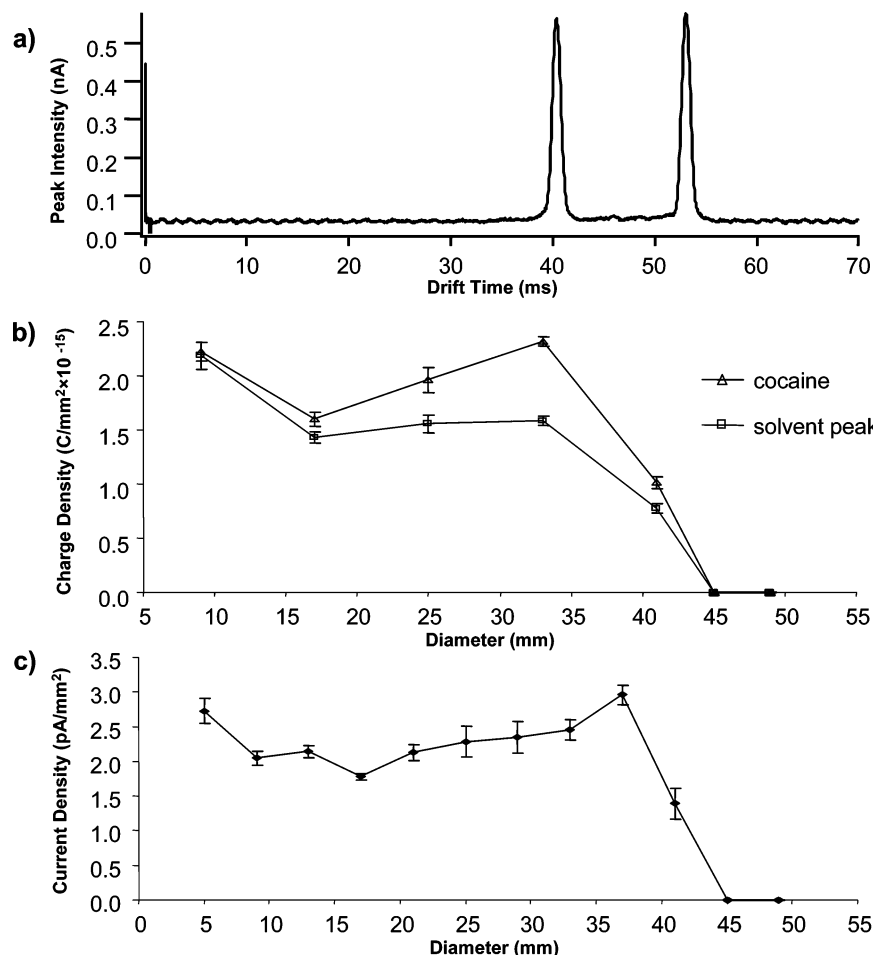 a)
Peak Intensity (nA)
0.5
0.4
0.3
0.2
0.1
0.0
0 10 20 30 40 50 60 70
Drift Time (ms)
b)
Charge Density (C/mm²×10 ⁻¹⁵)
2.5
2.0
1.5
1.0
0.5
0.0
cocaine
solvent peak
5 10 15 20 25 30 35 40 45 50 55
Diameter (mm)
c)
Current Density (pA/mm²)
3.5
3.0
2.5
2.0
1.5
1.0
0.5
0.0
0 5 10 15 20 25 30 35 40 45 50 55
Diameter (mm)